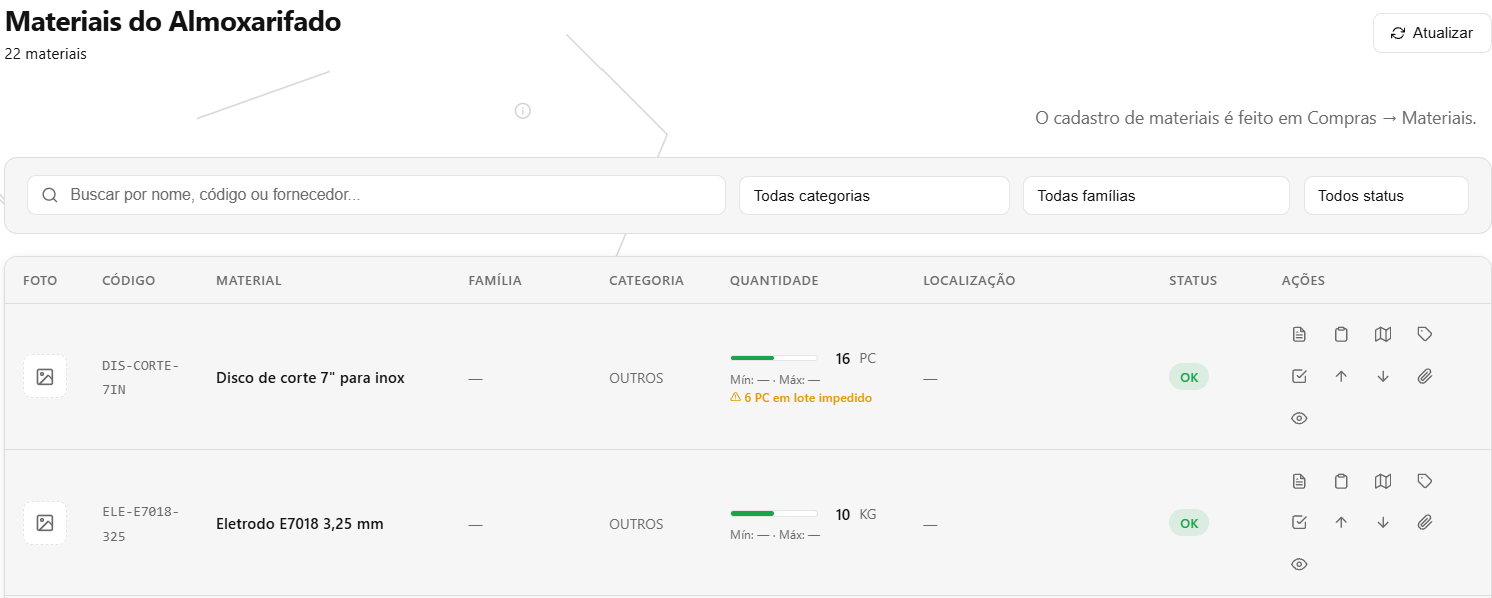 Materiais do Almoxarifado
22 materiais
Atualizar
O cadastro de materiais é feito em Compras → Materiais.
Buscar por nome, código ou fornecedor...
Todas categorias
Todas famílias
Todos status
FOTO CÓDIGO MATERIAL FAMÍLIA CATEGORIA QUANTIDADE LOCALIZAÇÃO STATUS AÇÕES
DIS-CORTE-
7IN
Disco de corte 7" para inox
—
OUTROS
16 PC
Mín: — · Máx: —
6 PC em lote impedido
—
OK
ELE-E7018-
325
Eletrodo E7018 3,25 mm
—
OUTROS
10 KG
Mín: — · Máx: —
—
OK